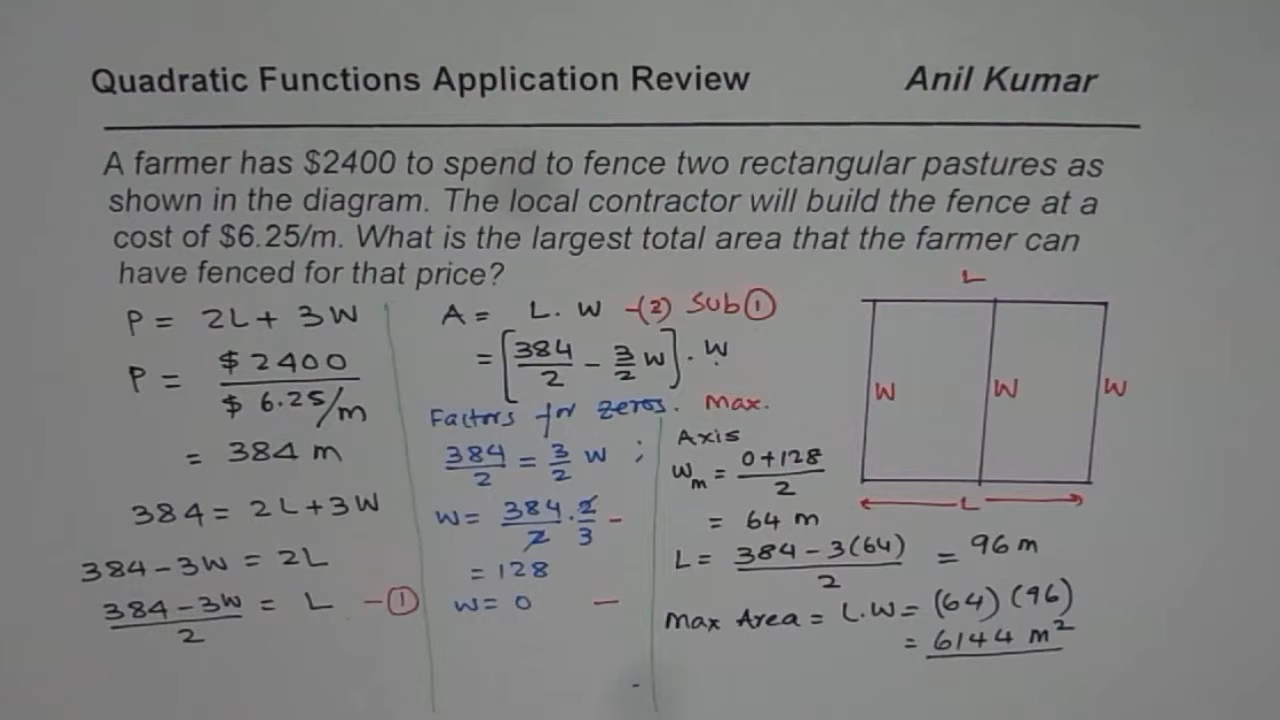 Quadratic Functions Application Review Anil Kumar
A farmer has $2400 to spend to fence two rectangular pastures as
shown in the diagram. The local contractor will build the fence at a
cost of $6.25/m. What is the largest total area that the farmer can
have fenced for that price?
P = 2L + 3W
P = $2400 / $6.25/m
= 384 m
384 = 2L + 3W
384 - 3W = 2L
384 - 3W / 2 = L - ①
A = L . W - (2) Sub ①
= [384/2 - 3/2 W] . W
Factors for zeros. Max.
384/2 = 3/2 W ;
W = 384/2 . 2/3 -
= 128
W = 0 -
Axis
Wm = 0+128 / 2
= 64 m
L = 384 - 3(64) / 2 = 96 m
Max Area = L.W = (64) (96)
= 6144 m²
L
W W W
L